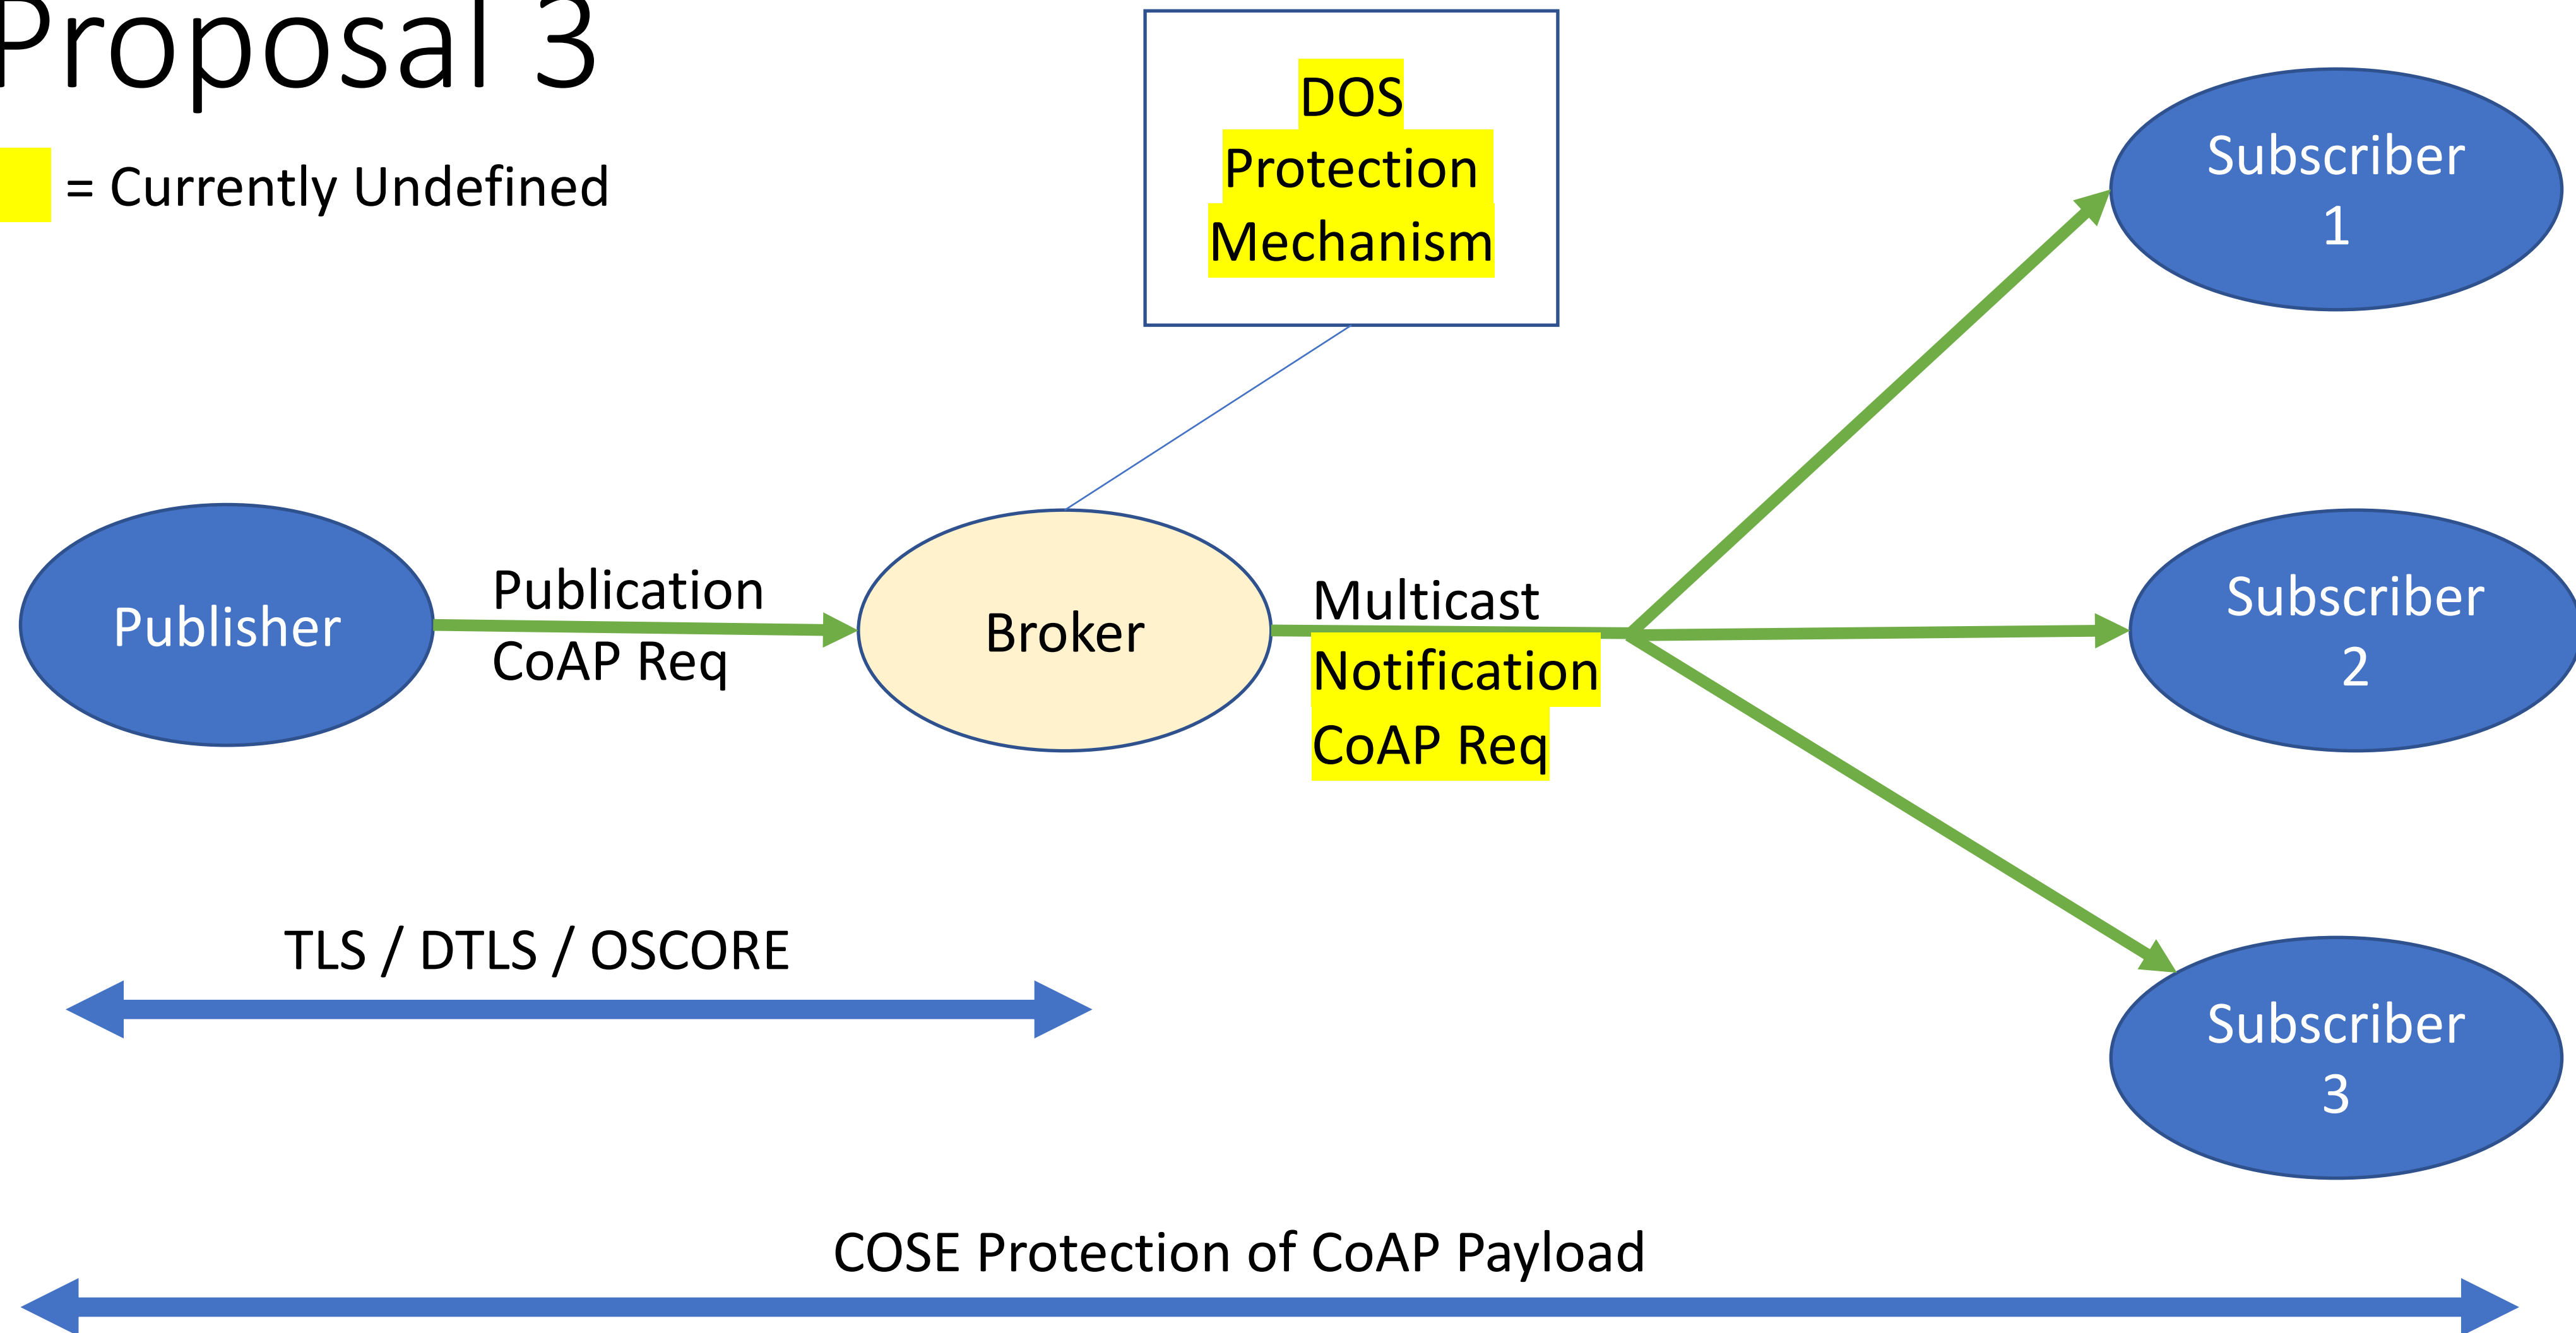 Proposal 3
= Currently Undefined
DOS
Protection
Mechanism
Subscriber
1
Publisher
Publication
CoAP Req
Broker
Multicast
Notification
CoAP Req
Subscriber
2
TLS / DTLS / OSCORE
Subscriber
3
COSE Protection of CoAP Payload